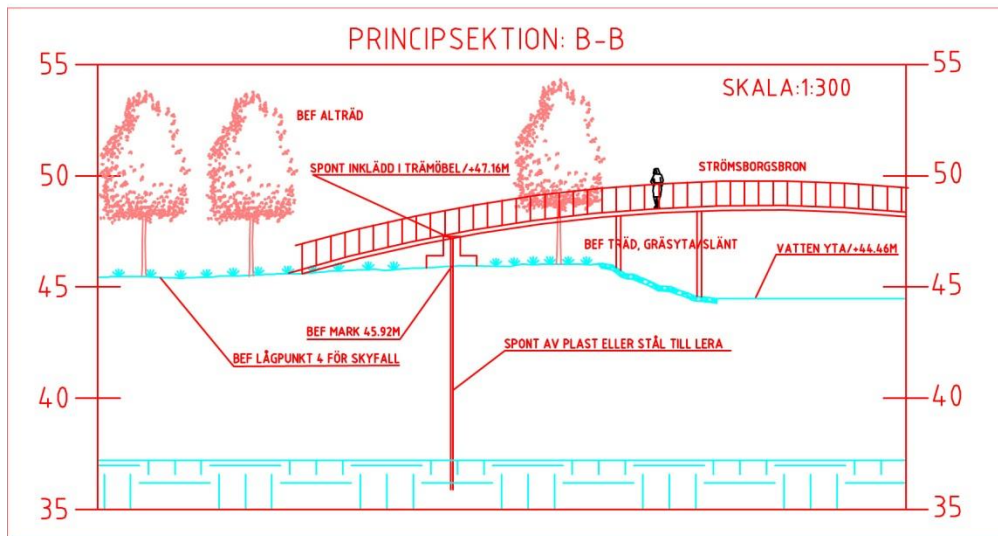 PRINCIPSEKTION: B-B
55
55
SKALA:1:300
BEF ALTRÄD
SPONT INKLÄDD I TRÄMÖBEL/+47.16M
STRÖMSBORGSBRON
50
50
BEF TRÄD, GRÄSYTA/SLÄNT
VATTEN YTA/+44.46M
45
45
BEF MARK 45.92M
SPONT AV PLAST ELLER STÅL TILL LERA
BEF LÅGPUNKT 4 FÖR SKYFALL
40
40
35
35